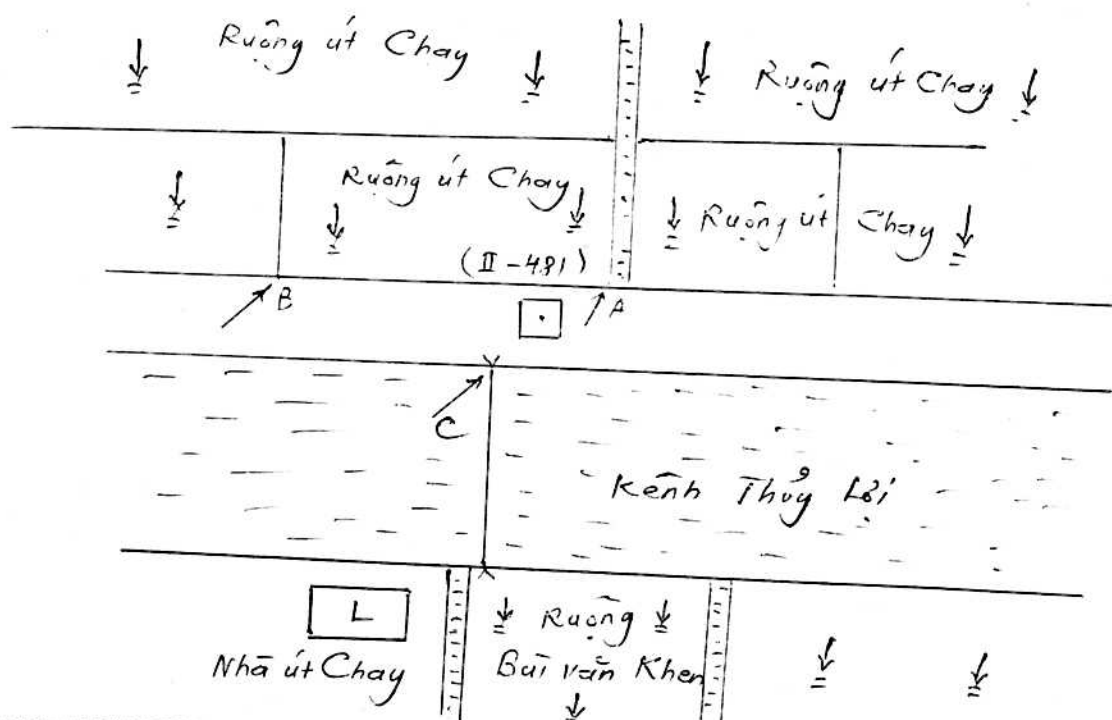 Ruộng út Chay
Ruộng út Chay
Ruộng út Chay
Ruộng út Chay
(II-481)
B
A
C
Kênh Thủy Lợi
L
Nhà út Chay
Ruộng
Bùi văn Khen